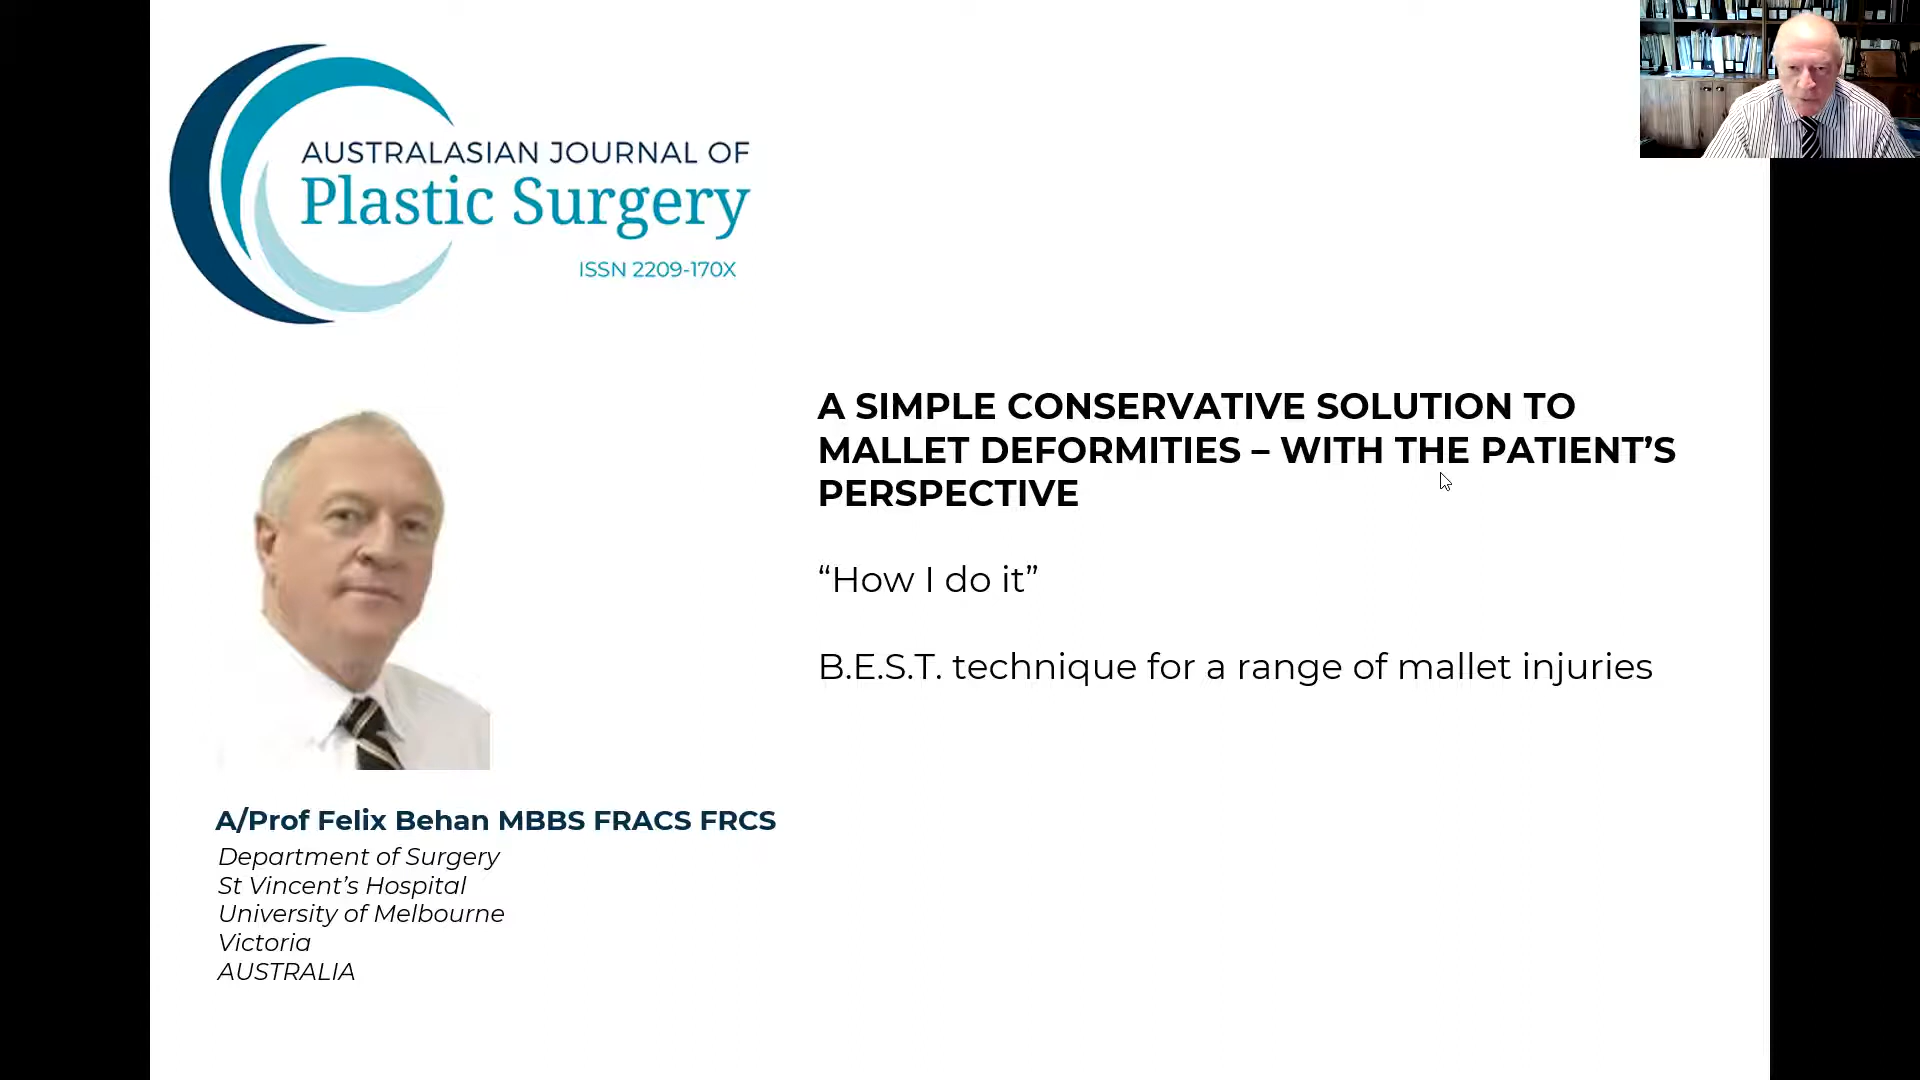 AUSTRALASIAN JOURNAL OF
Plastic Surgery
ISSN 2209-170X
A SIMPLE CONSERVATIVE SOLUTION TO
MALLET DEFORMITIES – WITH THE PATIENT’S
PERSPECTIVE
“How I do it”
B.E.S.T. technique for a range of mallet injuries
A/Prof Felix Behan MBBS FRACS FRCS
Department of Surgery
St Vincent’s Hospital
University of Melbourne
Victoria
AUSTRALIA